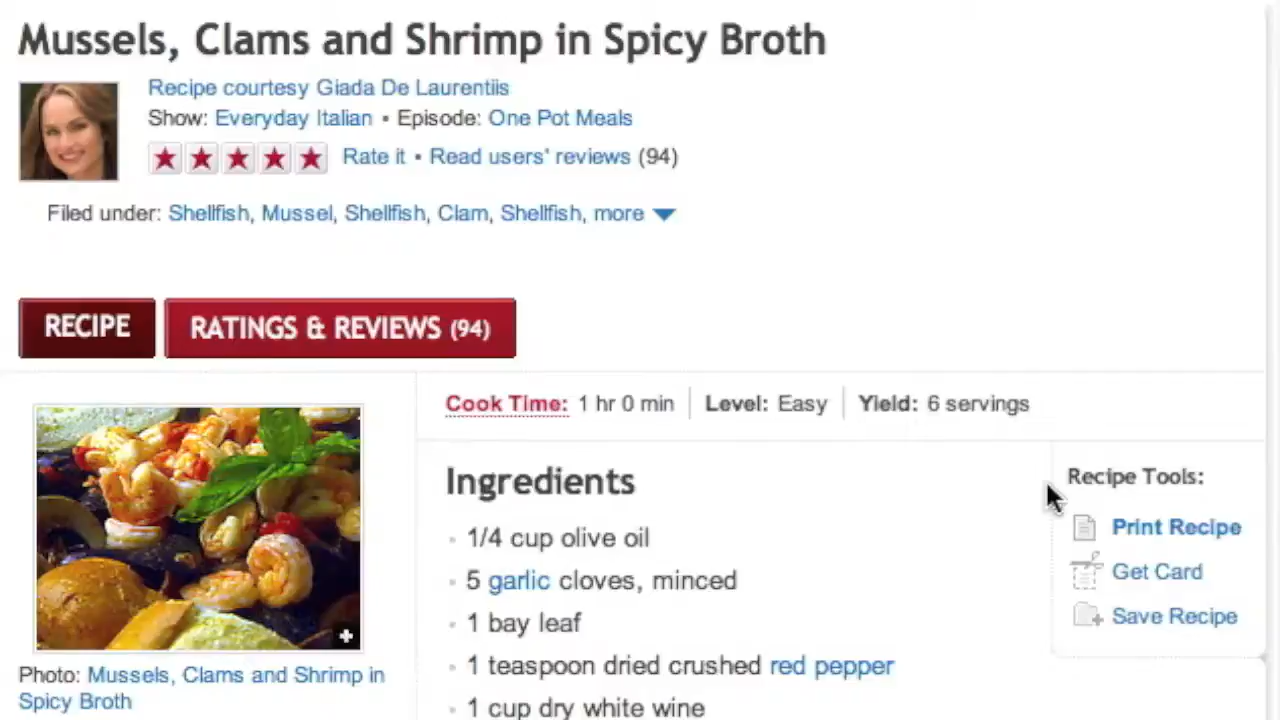 Mussels, Clams and Shrimp in Spicy Broth
Recipe courtesy Giada De Laurentiis
Show: Everyday Italian • Episode: One Pot Meals
Rate it • Read users' reviews (94)
Filed under: Shellfish, Mussel, Shellfish, Clam, Shellfish, more
RECIPE
RATINGS & REVIEWS (94)
Cook Time: 1 hr 0 min
Level: Easy
Yield: 6 servings
Ingredients
1/4 cup olive oil
5 garlic cloves, minced
1 bay leaf
1 teaspoon dried crushed red pepper
1 cup dry white wine
Recipe Tools:
Print Recipe
Get Card
Save Recipe
Photo: Mussels, Clams and Shrimp in
Spicy Broth